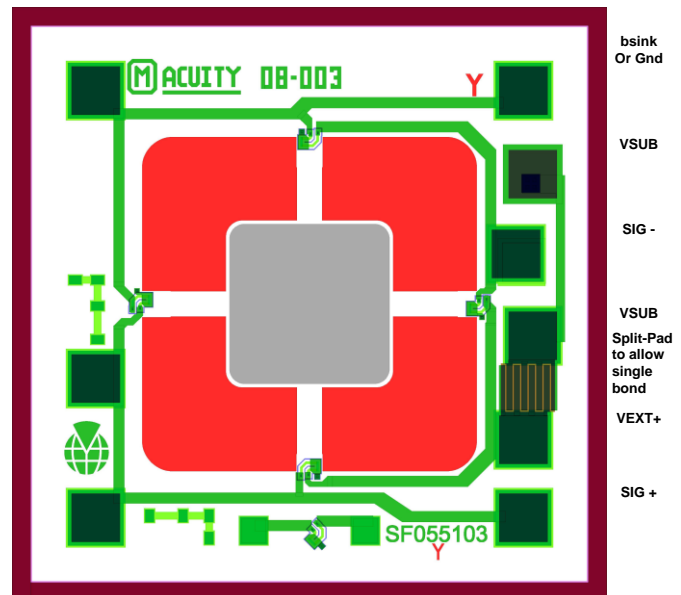 bsink
Or Gnd
M ACUITY 08-003
Y
VSUB
SIG -
VSUB
Split-Pad
to allow
single
bond
VEXT+
SIG +
SF055103
Y